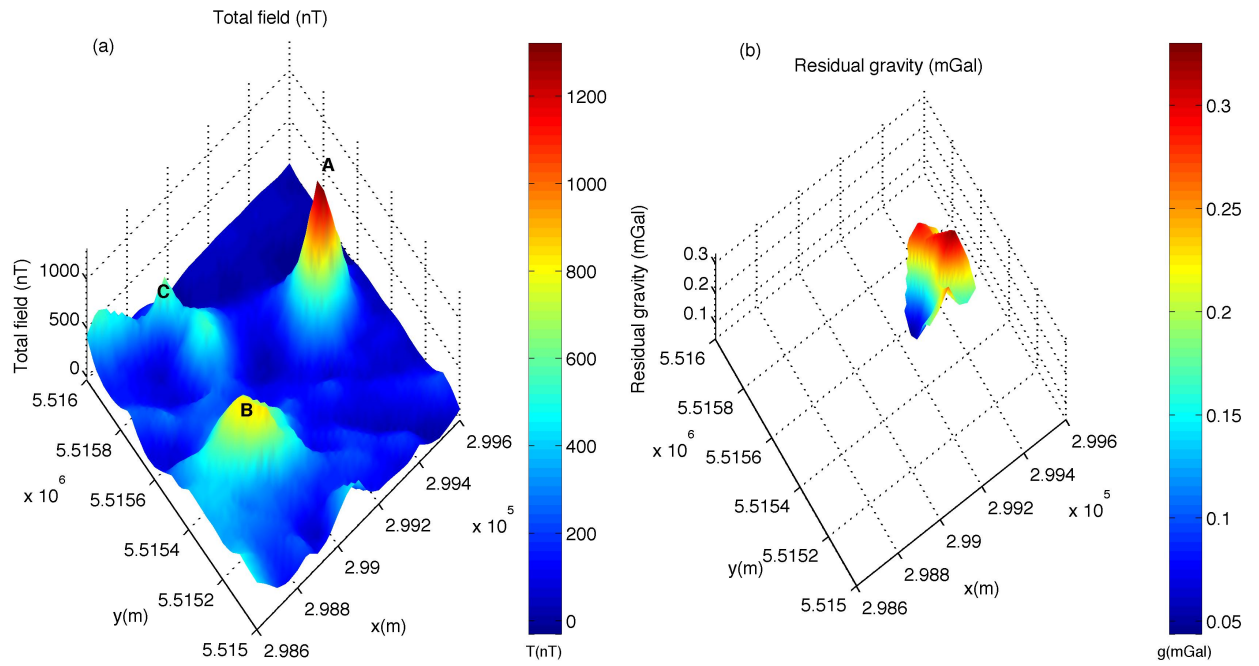 Total field (nT)
(a)
A
B
C
Total field (nT)
1000
500
0
5.516
5.5158
5.5156
5.5154
5.5152
5.515
x 10^6
y(m)
2.986
2.988
2.99
2.992
2.994
2.996
x 10^5
x(m)
1200
1000
800
600
400
200
0
T(nT)
(b)
Residual gravity (mGal)
Residual gravity (mGal)
0.3
0.2
0.1
5.516
5.5158
5.5156
5.5154
5.5152
5.515
x 10^6
y(m)
2.986
2.988
2.99
2.992
2.994
2.996
x 10^5
x(m)
0.3
0.25
0.2
0.15
0.1
0.05
g(mGal)